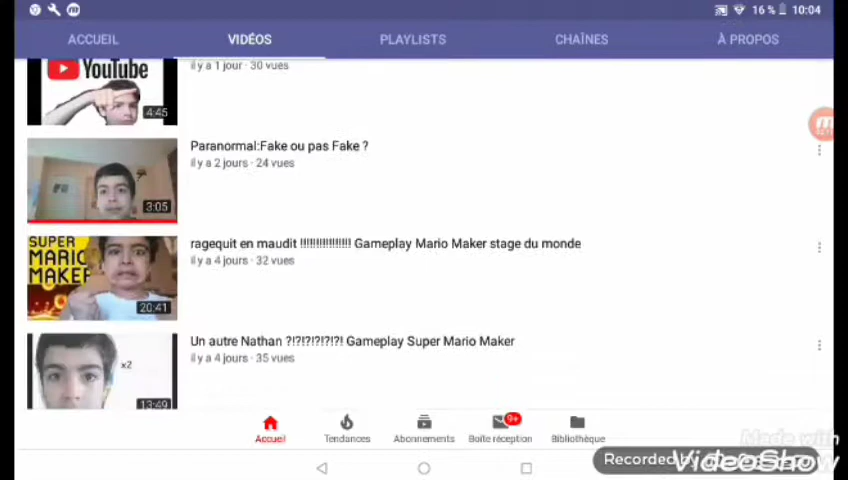 16 % 10:04
ACCUEIL VIDÉOS PLAYLISTS CHAÎNES À PROPOS
YouTube
il y a 1 jour · 30 vues
4:45
Paranormal:Fake ou pas Fake ?
il y a 2 jours · 24 vues
3:05
ragequit en maudit !!!!!!!!!!!!!!!! Gameplay Mario Maker stage du monde
il y a 4 jours · 32 vues
SUPER
MARIO
MAKER
20:41
Un autre Nathan ?!?!?!?!?!?! Gameplay Super Mario Maker
il y a 4 jours · 35 vues
x2
13:49
9+
Accueil Tendances Abonnements Boîte réception Bibliothèque
Made with
Recorded by
VideoShow